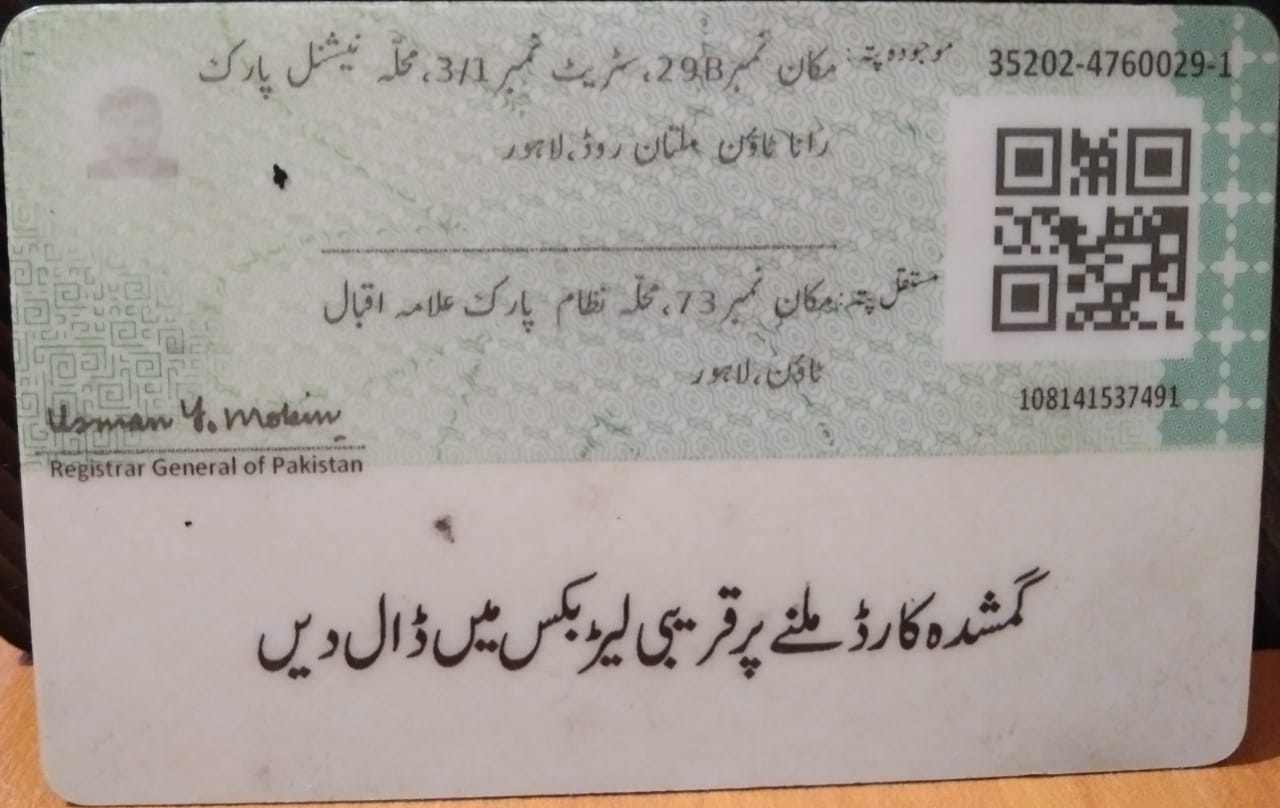 35202-4760029-1
موجودہ پتہ: مکان نمبر 29B، سٹریٹ نمبر 3/1، محلہ نیشنل پارک
رانا ٹاؤن ملتان روڈ، لاہور
مستقل پتہ: مکان نمبر 73، محلّہ نظام پارک علامہ اقبال
ٹاؤن، لاہور
108141537491
Usman Y. Mobin
Registrar General of Pakistan
گمشدہ کارڈ ملنے پر قریبی لیٹر بکس میں ڈال دیں